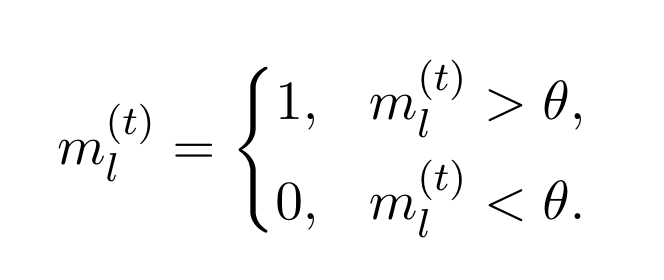 m_l^{(t)} = \begin{cases} 1, & m_l^{(t)} > \theta, \\ 0, & m_l^{(t)} < \theta. \end{cases}